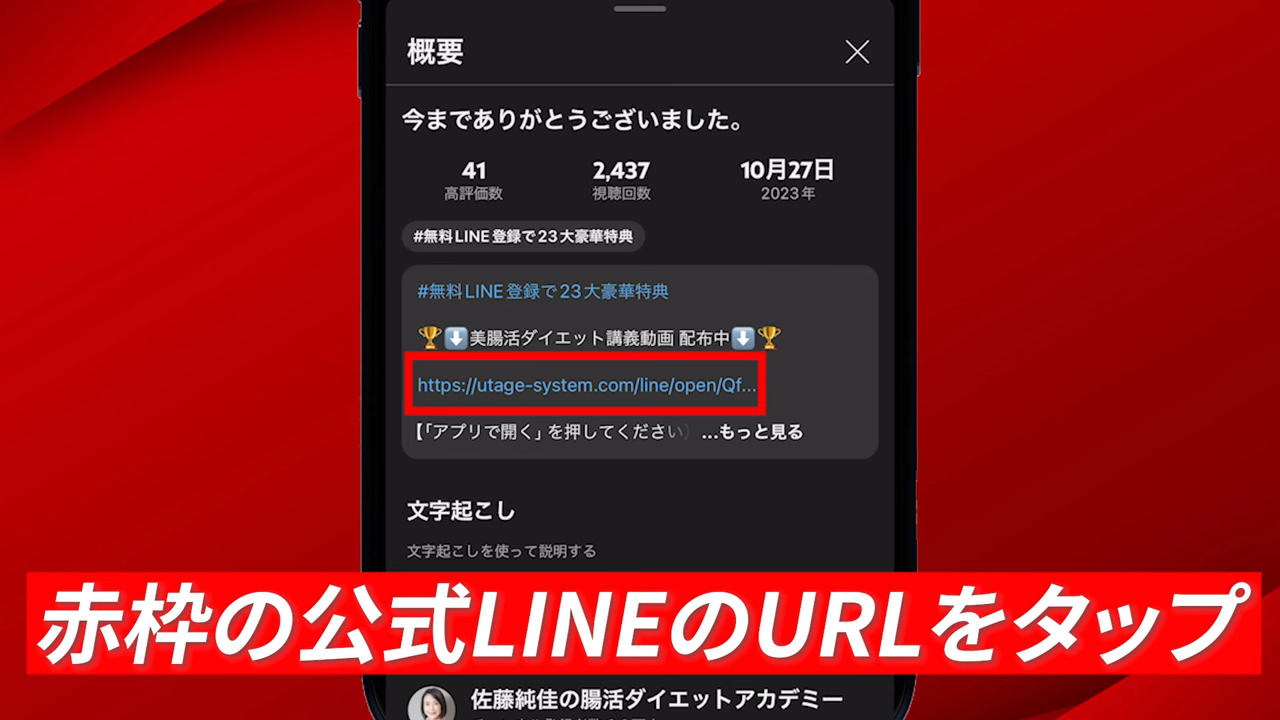 概要
今までありがとうございました。
41 2,437 10月27日
高評価数 視聴回数 2023年
#無料LINE登録で23大豪華特典
#無料LINE登録で23大豪華特典
🏆⬇️美腸活ダイエット講義動画 配布中⬇️🏆
https://utage-system.com/line/open/Qf...
【「アプリで開く」を押してください） ...もっと見る
文字起こし
文字起こしを使って説明する
赤枠の公式LINEのURLをタップ
佐藤純佳の腸活ダイエットアカデミー